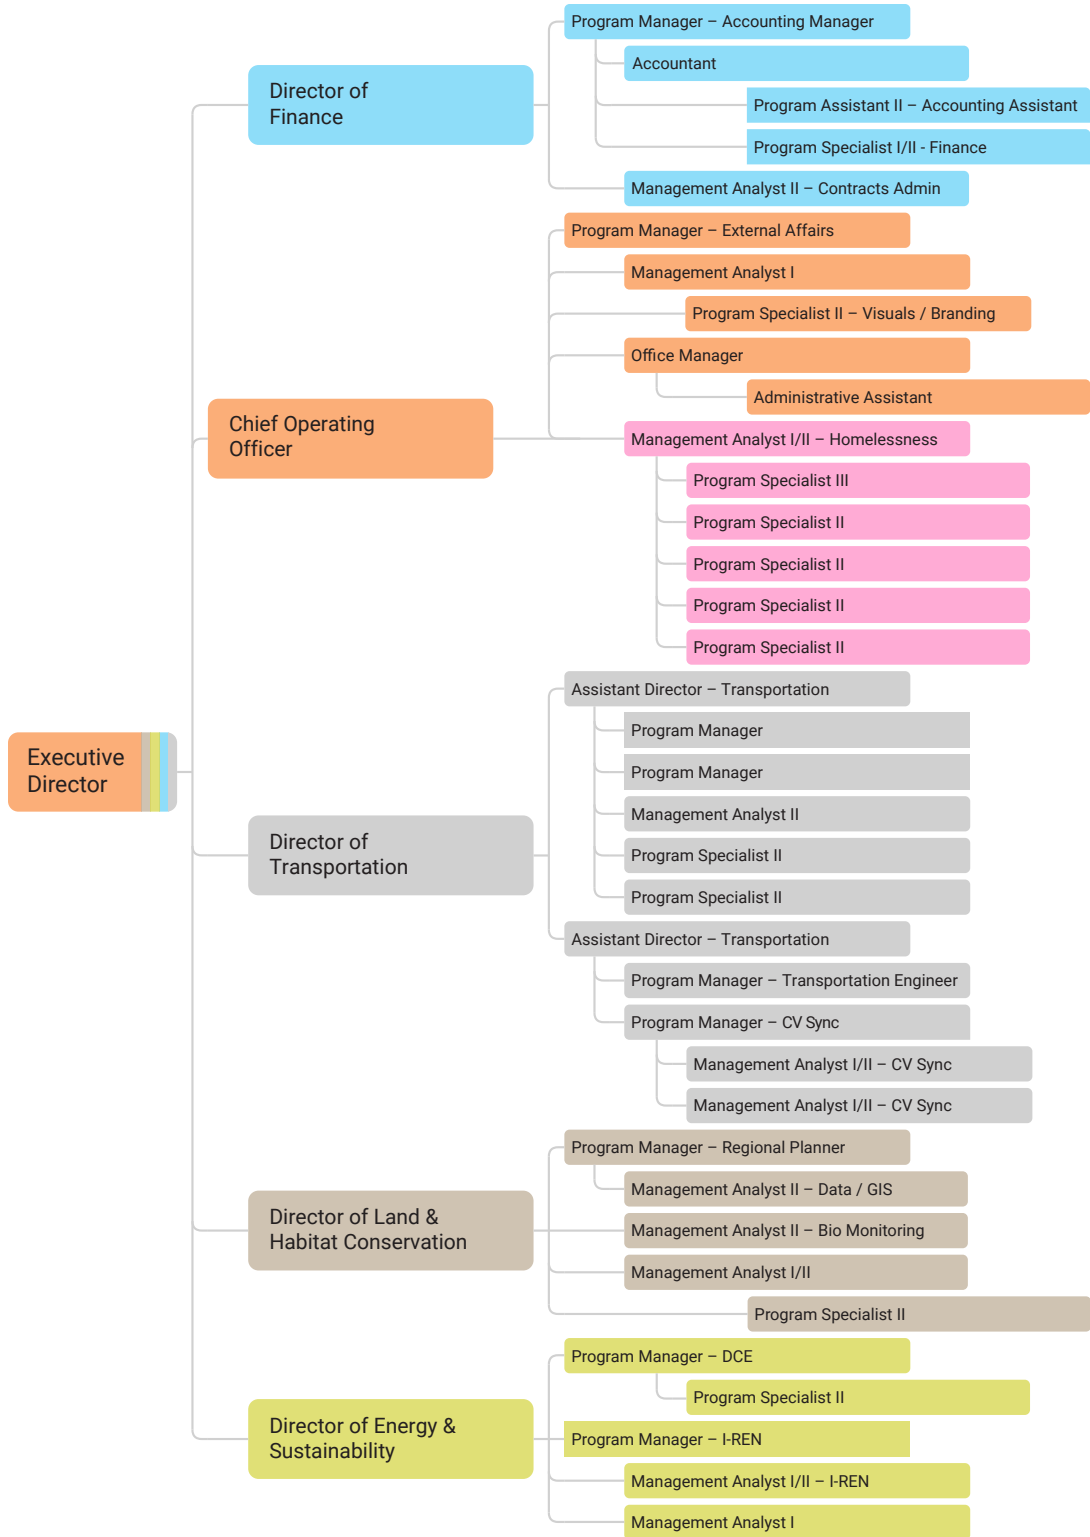 Program Manager – Accounting Manager
Accountant
Director of
Finance
Program Assistant II – Accounting Assistant
Program Specialist I/II - Finance
Management Analyst II – Contracts Admin
Program Manager – External Affairs
Management Analyst I
Program Specialist II – Visuals / Branding
Office Manager
Administrative Assistant
Chief Operating
Officer
Management Analyst I/II – Homelessness
Program Specialist III
Program Specialist II
Program Specialist II
Program Specialist II
Program Specialist II
Assistant Director – Transportation
Program Manager
Executive
Director
Program Manager
Management Analyst II
Director of
Transportation
Program Specialist II
Program Specialist II
Assistant Director – Transportation
Program Manager – Transportation Engineer
Program Manager – CV Sync
Management Analyst I/II – CV Sync
Management Analyst I/II – CV Sync
Program Manager – Regional Planner
Management Analyst II – Data / GIS
Director of Land &
Habitat Conservation
Management Analyst II – Bio Monitoring
Management Analyst I/II
Program Specialist II
Program Manager – DCE
Program Specialist II
Director of Energy &
Sustainability
Program Manager – I-REN
Management Analyst I/II – I-REN
Management Analyst I